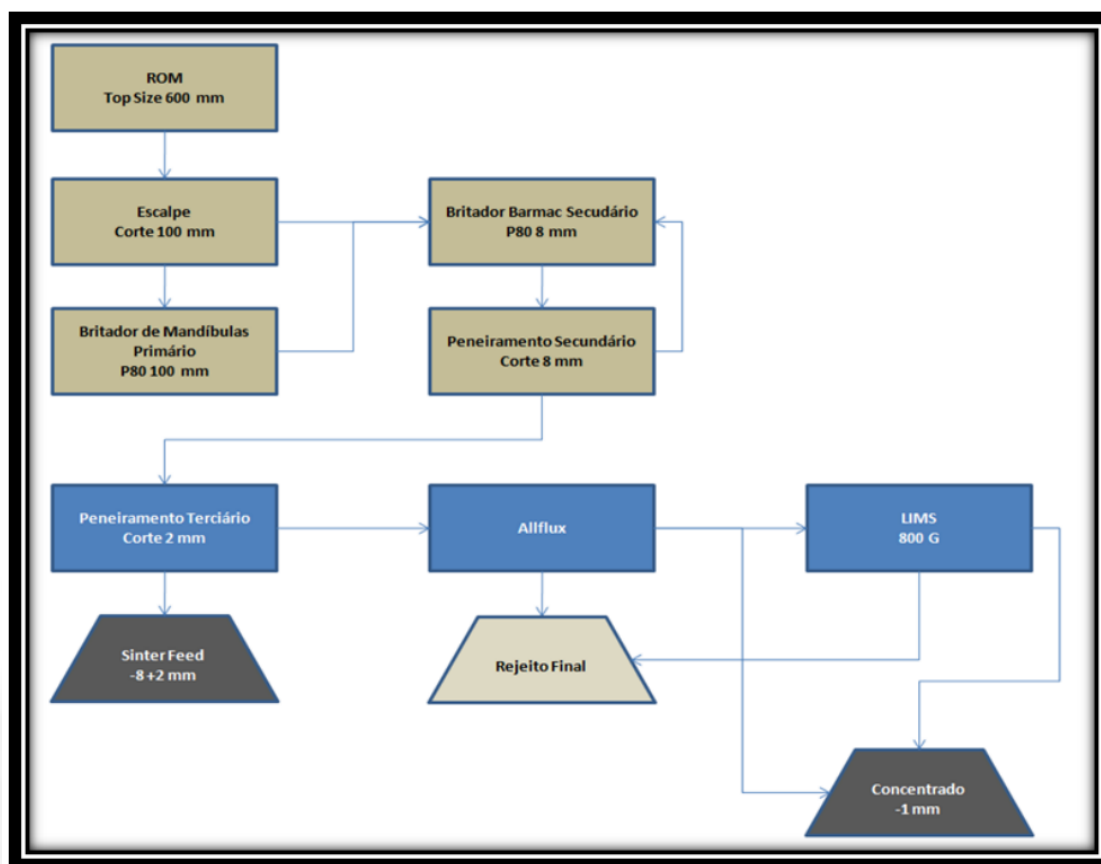 ROM
Top Size 600 mm
Escalpe
Corte 100 mm
Britador Barmac Secudário
P80 8 mm
Britador de Mandíbulas
Primário
P80 100 mm
Peneiramento Secundário
Corte 8 mm
Peneiramento Terciário
Corte 2 mm
Allflux
LIMS
800 G
Sinter Feed
-8 +2 mm
Rejeito Final
Concentrado
-1 mm